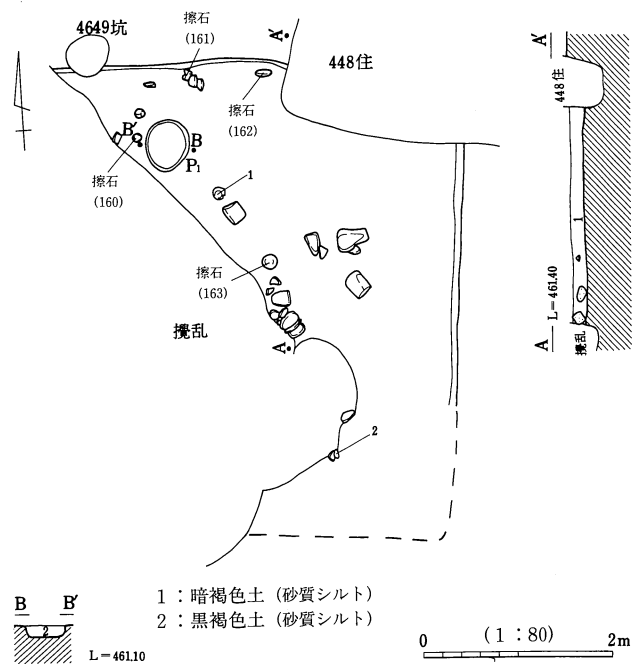 4649坑
擦石
(161)
A′
448住
擦石
(162)
B′
B
P₁
擦石
(160)
1
擦石
(163)
攪乱
A
2
A′
448住
1
L=461.40
A
攪乱
B B′
2
L=461.10
1：暗褐色土（砂質シルト）
2：黒褐色土（砂質シルト）
0 (1：80) 2m